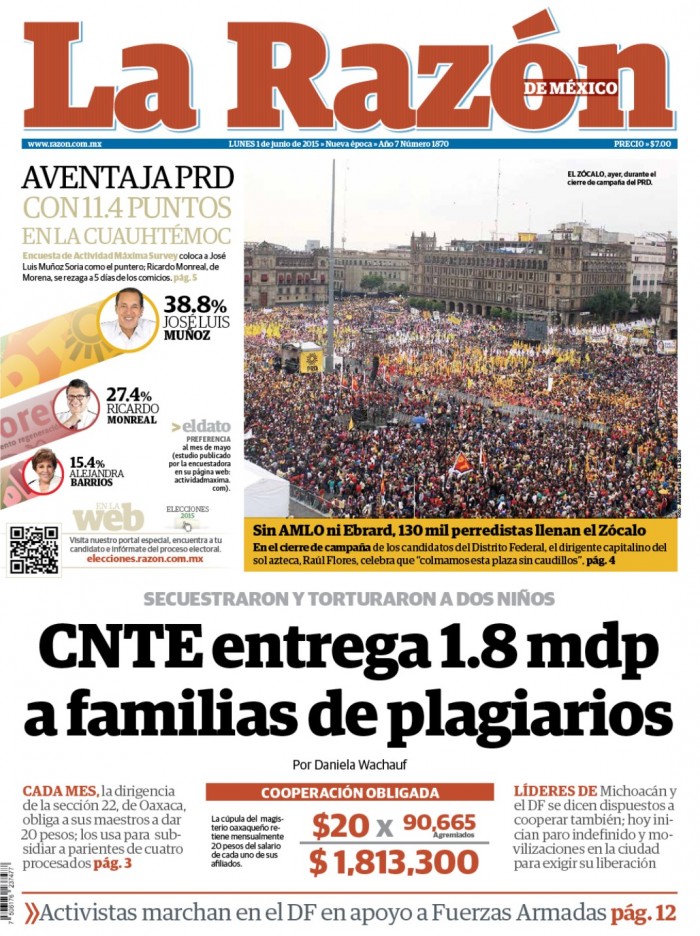 La Razón
DE MÉXICO
www.razon.com.mx
LUNES 1 de junio de 2015 » Nueva época » Año 7 Número 1870
PRECIO » $7.00
AVENTAJA PRD
CON 11.4 PUNTOS
EN LA CUAUHTÉMOC
Encuesta de Actividad Máxima Survey coloca a José
Luis Muñoz Soria como el puntero; Ricardo Monreal, de
Morena, se rezaga a 5 días de los comicios. pág. 5
38.8%
JOSÉ LUIS
MUÑOZ
27.4%
RICARDO
MONREAL
15.4%
ALEJANDRA
BARRIOS
>el dato
PREFERENCIA
al mes de mayo
(estudio publicado
por la encuestadora
en su página web:
actividadmaxima.
com).
EN LA
web
ELECCIONES
2015
Visita nuestro portal especial, encuentra a tu
candidato e infórmate del proceso electoral.
elecciones.razon.com.mx
EL ZÓCALO, ayer, durante el
cierre de campaña del PRD.
PRD
Sin AMLO ni Ebrard, 130 mil perredistas llenan el Zócalo
En el cierre de campaña de los candidatos del Distrito Federal, el dirigente capitalino del
sol azteca, Raúl Flores, celebra que "colmamos esta plaza sin caudillos". pág. 4
SECUESTRARON Y TORTURARON A DOS NIÑOS
CNTE entrega 1.8 mdp
a familias de plagiarios
Por Daniela Wachauf
CADA MES, la dirigencia
de la sección 22, de Oaxaca,
obliga a sus maestros a dar
20 pesos; los usa para sub-
sidiar a parientes de cuatro
procesados pág. 3
COOPERACIÓN OBLIGADA
La cúpula del magis-
terio oaxaqueño re-
tiene mensualmente
20 pesos del salario
de cada uno de sus
afiliados.
$20 x 90,665
Agremiados
$ 1,813,300
LÍDERES DE Michoacán y
el DF se dicen dispuestos a
cooperar también; hoy ini-
cian paro indefinido y mo-
vilizaciones en la ciudad
para exigir su liberación
»Activistas marchan en el DF en apoyo a Fuerzas Armadas pág. 12